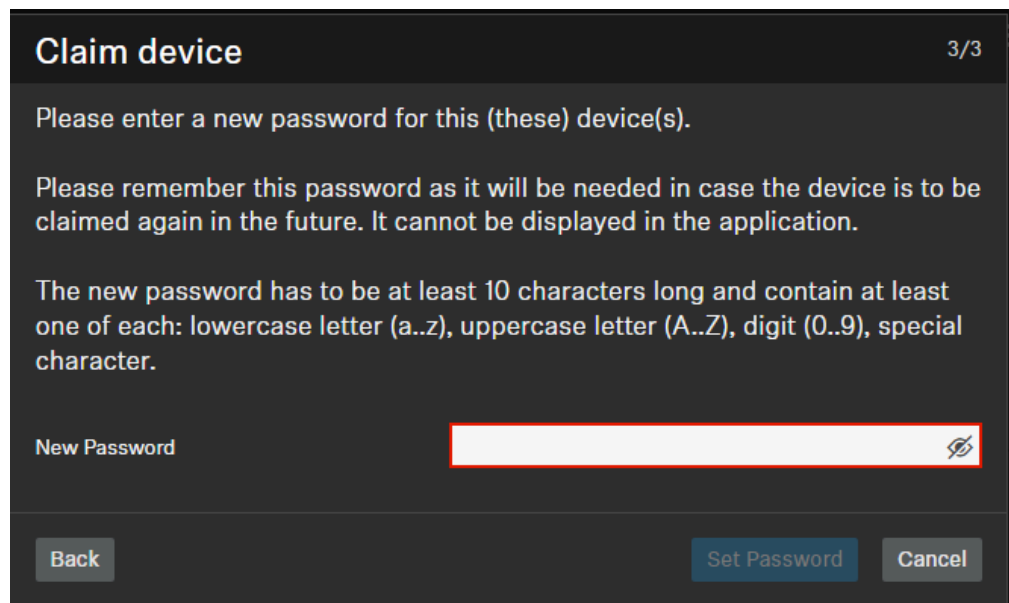 Claim device
3/3
Please enter a new password for this (these) device(s).
Please remember this password as it will be needed in case the device is to be
claimed again in the future. It cannot be displayed in the application.
The new password has to be at least 10 characters long and contain at least
one of each: lowercase letter (a..z), uppercase letter (A..Z), digit (0..9), special
character.
New Password
Back
Set Password
Cancel